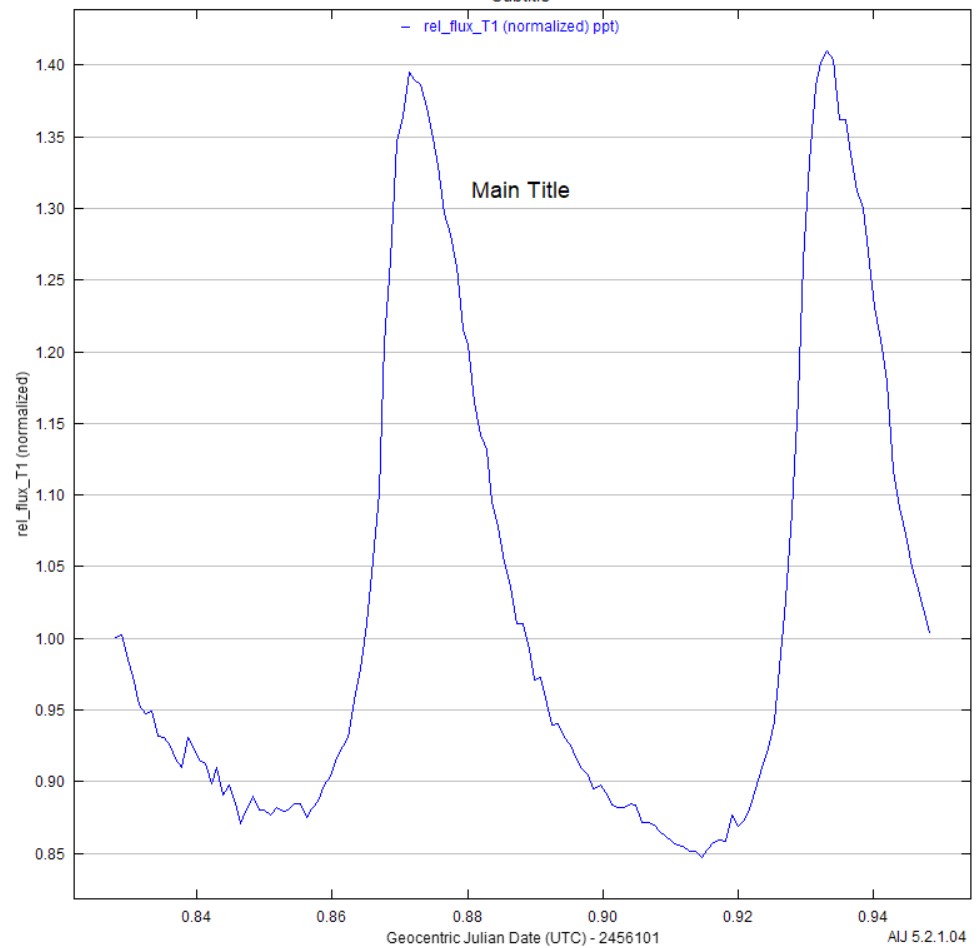 Subtitle
rel_flux_T1 (normalized) ppt)
Main Title
rel_flux_T1 (normalized)
1.40
1.35
1.30
1.25
1.20
1.15
1.10
1.05
1.00
0.95
0.90
0.85
0.84 0.86 0.88 0.90 0.92 0.94
Geocentric Julian Date (UTC) - 2456101
AIJ 5.2.1.04